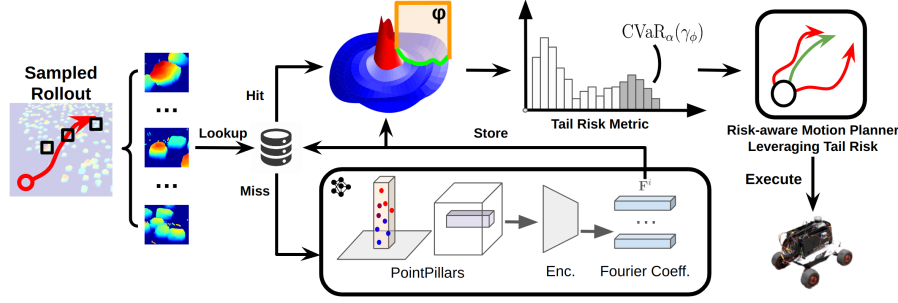 Sampled
Rollout
...
...
Lookup
Hit
Miss
φ
Store
CVaRα(γϕ)
Tail Risk Metric
Risk-aware Motion Planner
Leveraging Tail Risk
Execute
F^i
...
PointPillars
Enc.
Fourier Coeff.